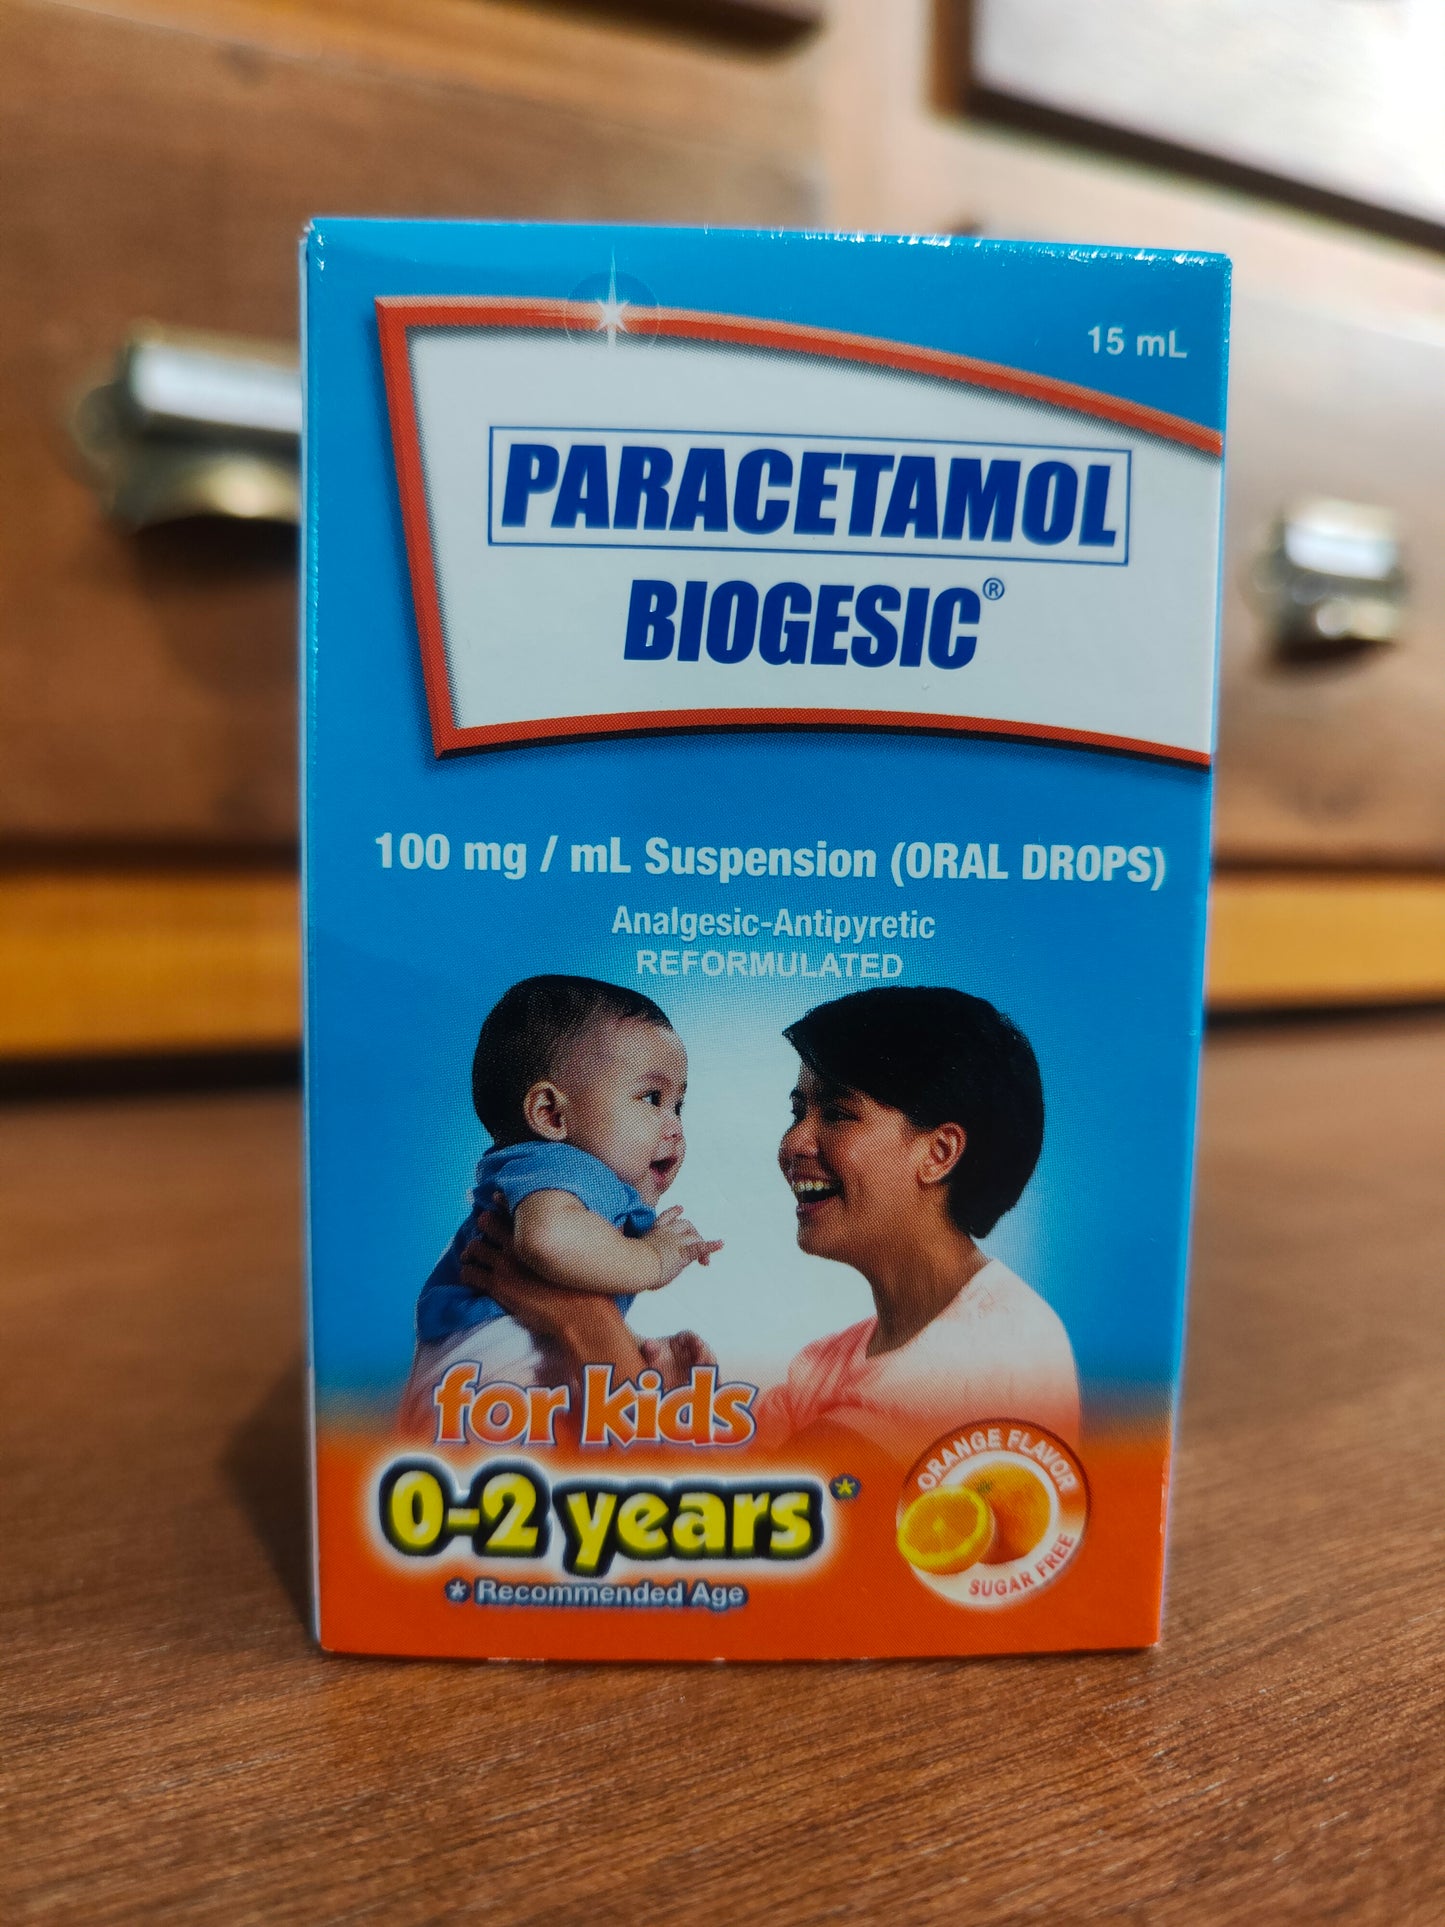 15 mL
PARACETAMOL
BIOGESIC®
100 mg / mL Suspension (ORAL DROPS)
Analgesic-Antipyretic
REFORMULATED
for kids
0-2 years*
* Recommended Age
ORANGE FLAVOR
SUGAR FREE